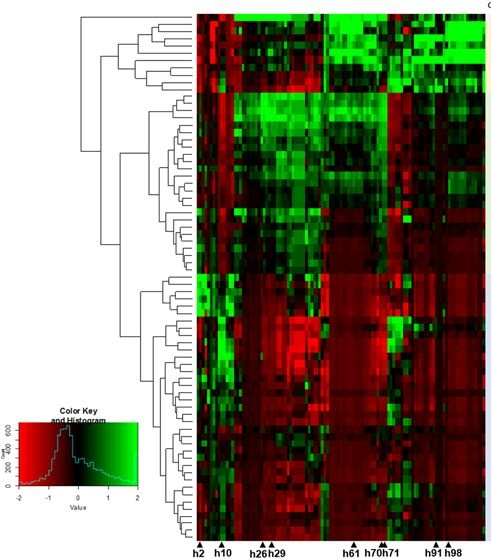 Color Key
and Histogram
Count
0 200 400 600
-2 -1 0 1 2
Value
h2 h10 h26 h29 h61 h70 h71 h91 h98